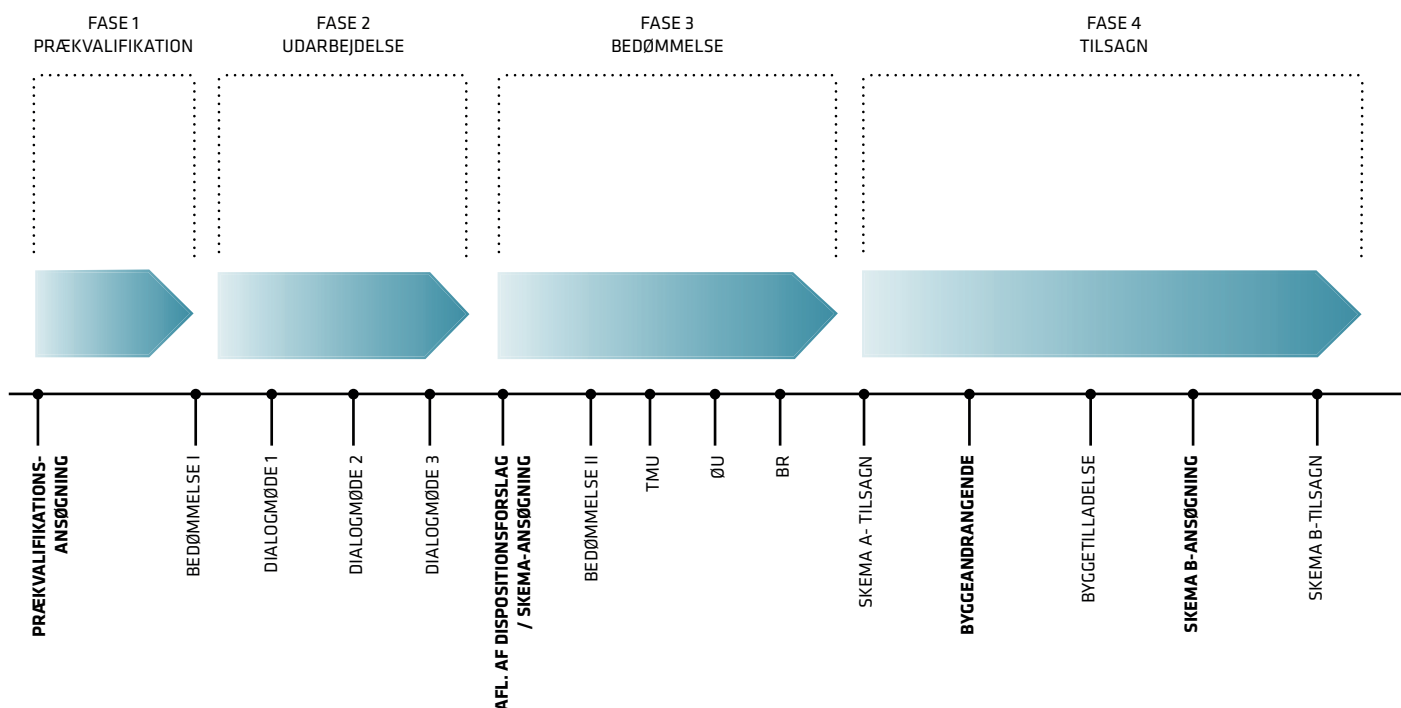 FASE 1
PRÆKVALIFIKATION
FASE 2
UDARBEJDELSE
FASE 3
BEDØMMELSE
FASE 4
TILSAGN
PRÆKVALIFIKATIONS-
ANSØGNING
BEDØMMELSE I
DIALOGMØDE 1
DIALOGMØDE 2
DIALOGMØDE 3
AFL. AF DISPOSITIONFORSLAG
/ SKEMA-ANSØGNING
BEDØMMELSE II
TMU
ØU
BR
SKEMA A- TILSAGN
BYGGEANDRANGENDE
BYGGETILLADELSE
SKEMA B-ANSØGNING
SKEMA B-TILSAGN